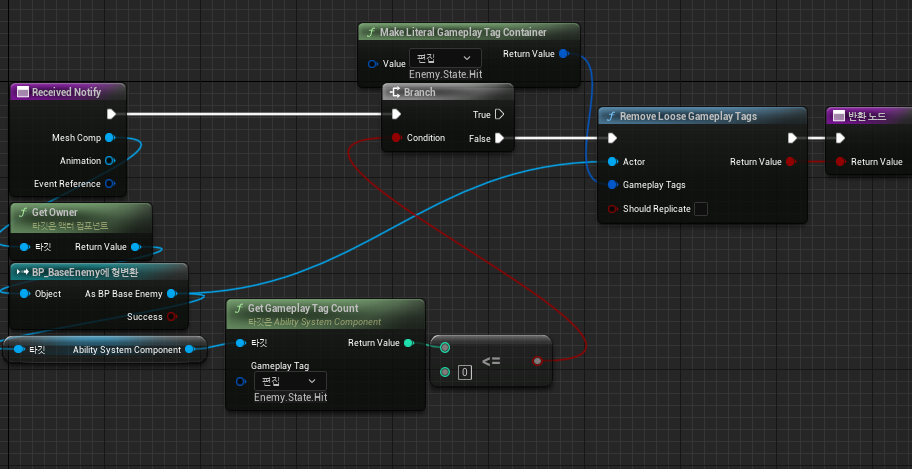 Make Literal Gameplay Tag Container
Value
편집
Enemy.State.Hit
Return Value
Received Notify
Mesh Comp
Animation
Event Reference
Branch
Condition
True
False
Remove Loose Gameplay Tags
Actor
Gameplay Tags
Should Replicate
Return Value
반환 노드
Return Value
Get Owner
타깃은 액터 컴포넌트
타깃
Return Value
BP_BaseEnemy에 형변환
Object
As BP Base Enemy
Success
타깃
Ability System Component
Get Gameplay Tag Count
타깃은 Ability System Component
타깃
Return Value
Gameplay Tag
편집
Enemy.State.Hit
0
<=